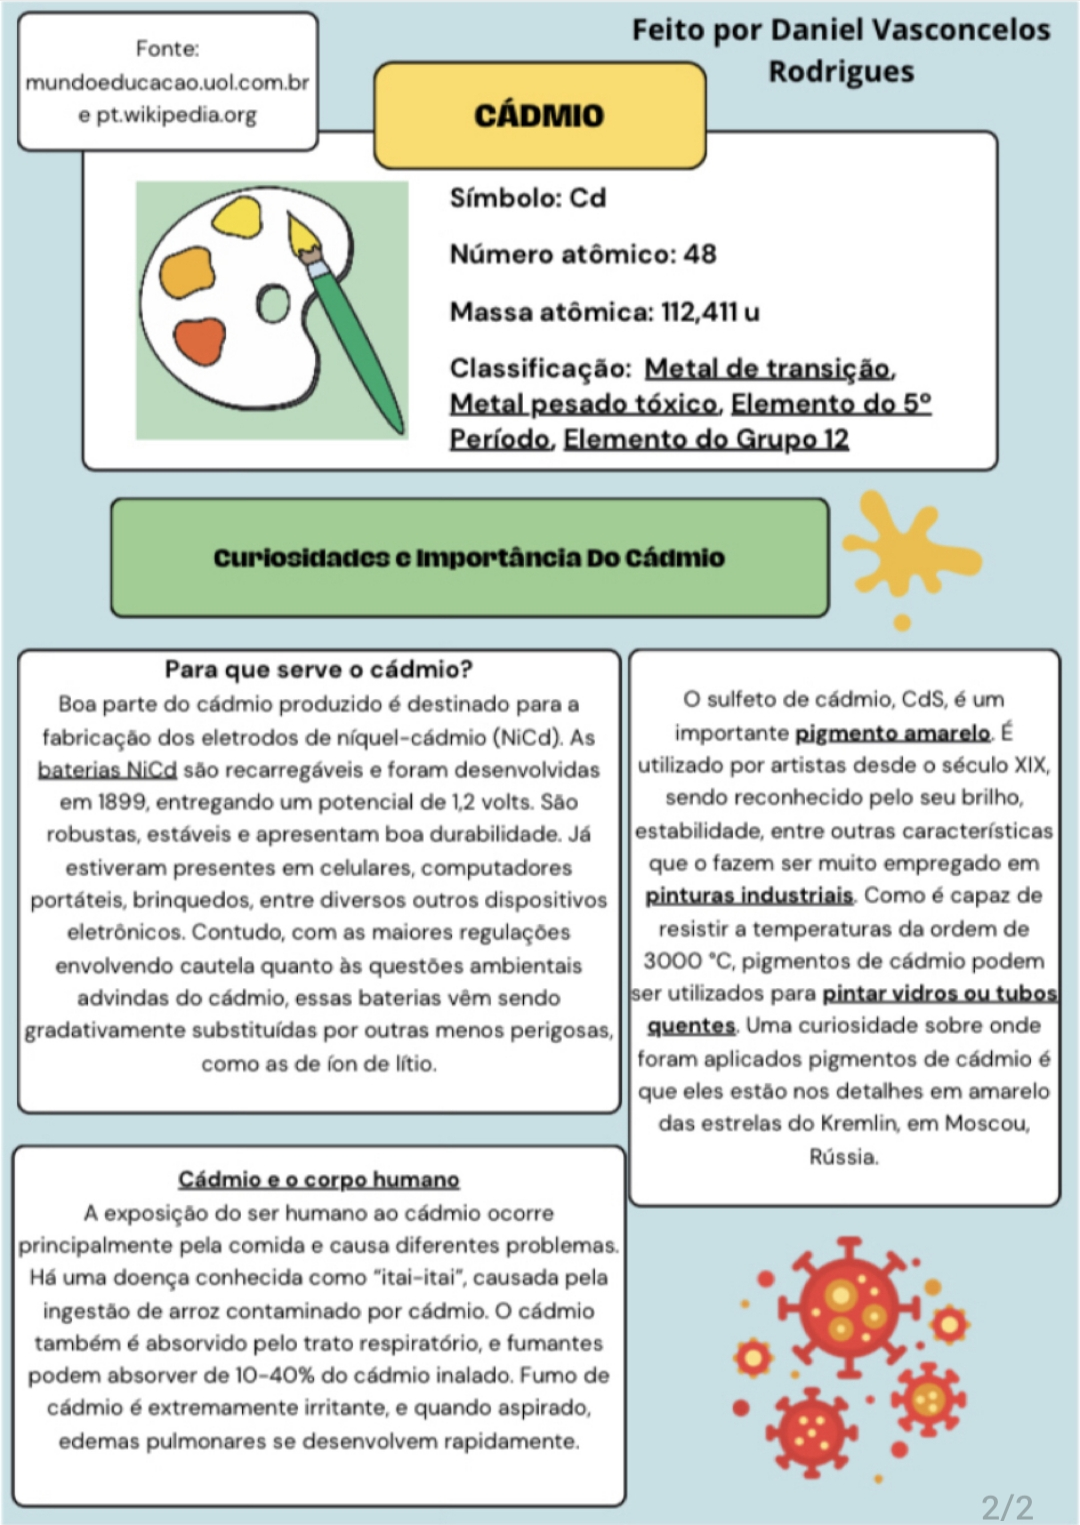 Fonte:
mundoeducacao.uol.com.br
e pt.wikipedia.org
Feito por Daniel Vasconcelos
Rodrigues
CÁDMIO
Símbolo: Cd
Número atômico: 48
Massa atômica: 112,411 u
Classificação: Metal de transição,
Metal pesado tóxico, Elemento do 5º
Período, Elemento do Grupo 12
Curiosidades e Importância Do Cádmio
Para que serve o cádmio?
Boa parte do cádmio produzido é destinado para a
fabricação dos eletrodos de níquel-cádmio (NiCd). As
baterias NiCd são recarregáveis e foram desenvolvidas
em 1899, entregando um potencial de 1,2 volts. São
robustas, estáveis e apresentam boa durabilidade. Já
estiveram presentes em celulares, computadores
portáteis, brinquedos, entre diversos outros dispositivos
eletrônicos. Contudo, com as maiores regulações
envolvendo cautela quanto às questões ambientais
advindas do cádmio, essas baterias vêm sendo
gradativamente substituídas por outras menos perigosas,
como as de íon de lítio.
O sulfeto de cádmio, CdS, é um
importante pigmento amarelo. É
utilizado por artistas desde o século XIX,
sendo reconhecido pelo seu brilho,
estabilidade, entre outras características
que o fazem ser muito empregado em
pinturas industriais. Como é capaz de
resistir a temperaturas da ordem de
3000 °C, pigmentos de cádmio podem
ser utilizados para pintar vidros ou tubos
quentes. Uma curiosidade sobre onde
foram aplicados pigmentos de cádmio é
que eles estão nos detalhes em amarelo
das estrelas do Kremlin, em Moscou,
Rússia.
Cádmio e o corpo humano
A exposição do ser humano ao cádmio ocorre
principalmente pela comida e causa diferentes problemas.
Há uma doença conhecida como “itai-itai”, causada pela
ingestão de arroz contaminado por cádmio. O cádmio
também é absorvido pelo trato respiratório, e fumantes
podem absorver de 10-40% do cádmio inalado. Fumo de
cádmio é extremamente irritante, e quando aspirado,
edemas pulmonares se desenvolvem rapidamente.
2/2